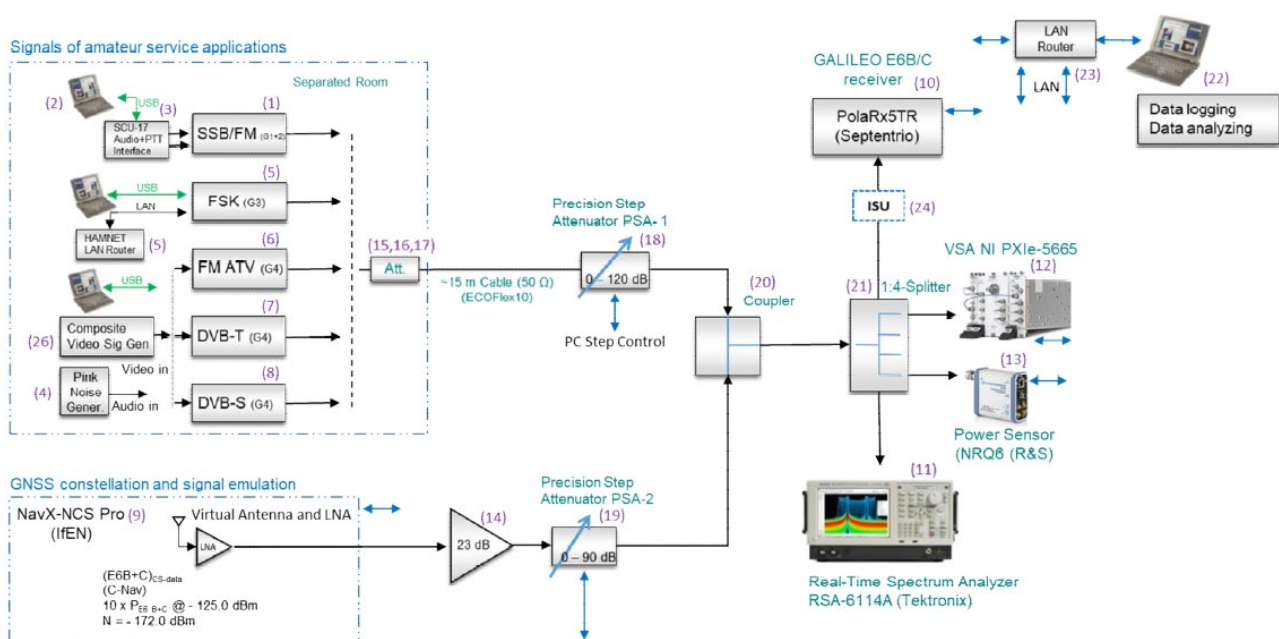 Signals of amateur service applications
Separated Room
(2)
USB
(3)
SCU-17
Audio+PTT
Interface
(1)
SSB/FM (G1+2)
USB
LAN
(5)
FSK (G3)
HAMNET
LAN Router
(5)
(6)
FM ATV (G4)
USB
(7)
DVB-T (G4)
(26)
Composite
Video Sig Gen
Video in
(4)
Pink
Noise
Gener.
Audio in
(8)
DVB-S (G4)
(15,16,17)
Att.
~15 m Cable (50 Ω)
(ECOFlex10)
Precision Step
Attenuator PSA- 1
(18)
0 – 120 dB
PC Step Control
(20)
Coupler
(21)
1:4-Splitter
GALILEO E6B/C
receiver
(10)
PolaRx5TR
(Septentrio)
ISU
(24)
LAN
Router
(23)
LAN
(22)
Data logging
Data analyzing
VSA NI PXIe-5665
(12)
(13)
Power Sensor
(NRQ6 (R&S)
(11)
Real-Time Spectrum Analyzer
RSA-6114A (Tektronix)
GNSS constellation and signal emulation
NavX-NCS Pro (9)
(IfEN)
Virtual Antenna and LNA
LNA
(E6B+C)CS-data
(C-Nav)
10 x PE6 B+C @ - 125.0 dBm
N = - 172.0 dBm
(14)
23 dB
Precision Step
Attenuator PSA-2
(19)
0 – 90 dB